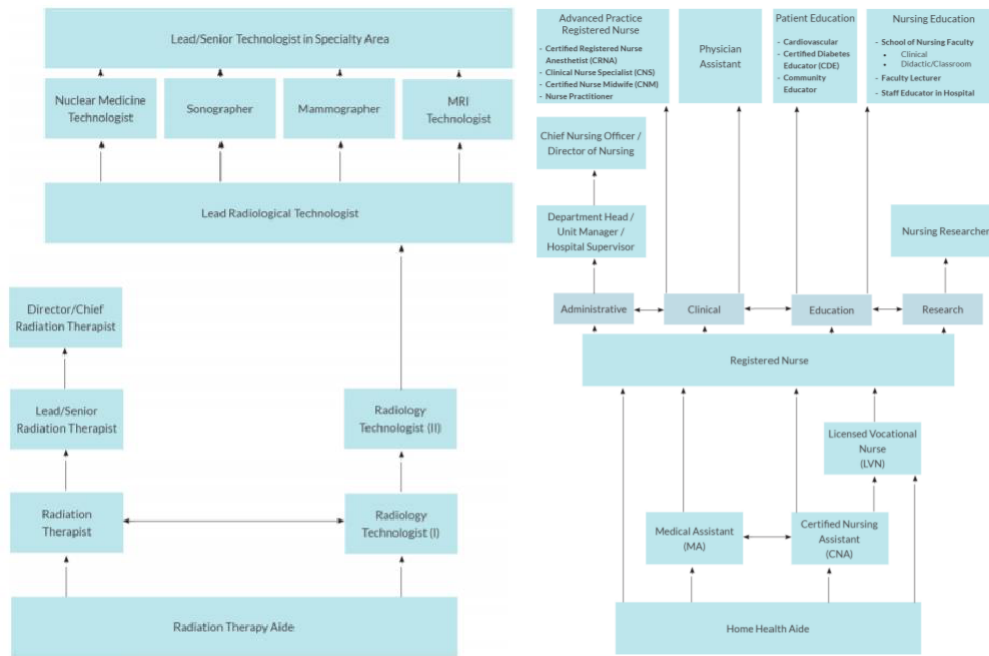 Lead/Senior Technologist in Specialty Area
Nuclear Medicine
Technologist
Sonographer
Mammographer
MRI
Technologist
Lead Radiological Technologist
Director/Chief
Radiation Therapist
Lead/Senior
Radiation Therapist
Radiology
Technologist (II)
Radiation
Therapist
Radiology
Technologist (I)
Radiation Therapy Aide
Advanced Practice
Registered Nurse
- Certified Registered Nurse
Anesthetist (CRNA)
- Clinical Nurse Specialist (CNS)
- Certified Nurse Midwife (CNM)
- Nurse Practitioner
Physician
Assistant
Patient Education
- Cardiovascular
- Certified Diabetes
Educator (CDE)
- Community
Educator
Nursing Education
- School of Nursing Faculty
• Clinical
• Didactic/Classroom
- Faculty Lecturer
- Staff Educator in Hospital
Chief Nursing Officer /
Director of Nursing
Department Head /
Unit Manager /
Hospital Supervisor
Nursing Researcher
Administrative
Clinical
Education
Research
Registered Nurse
Licensed Vocational
Nurse
(LVN)
Medical Assistant
(MA)
Certified Nursing
Assistant
(CNA)
Home Health Aide